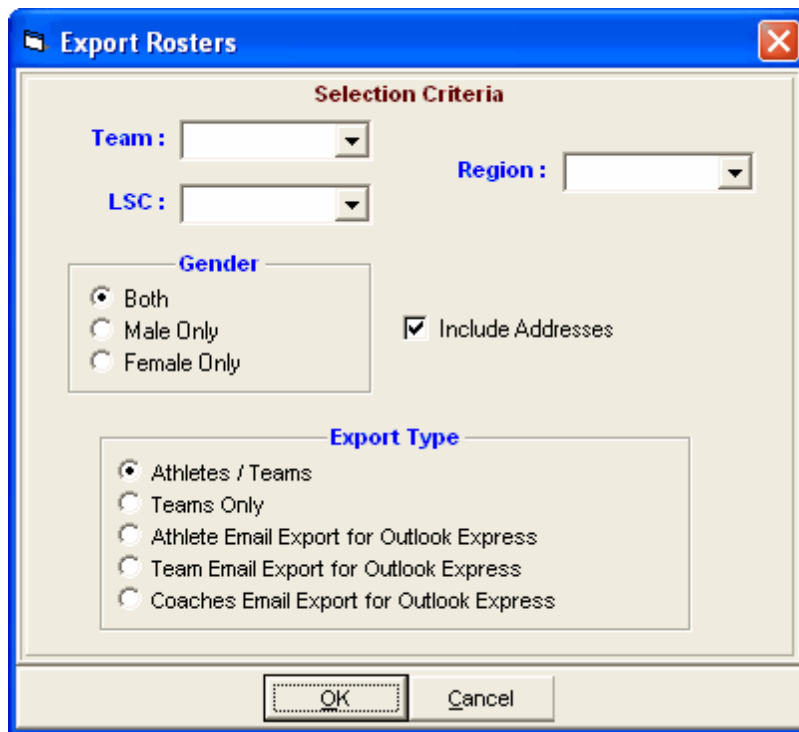 Export Rosters
Selection Criteria
Team :
Region :
LSC :
Gender
Both
Male Only
Female Only
Include Addresses
Export Type
Athletes / Teams
Teams Only
Athlete Email Export for Outlook Express
Team Email Export for Outlook Express
Coaches Email Export for Outlook Express
OK Cancel